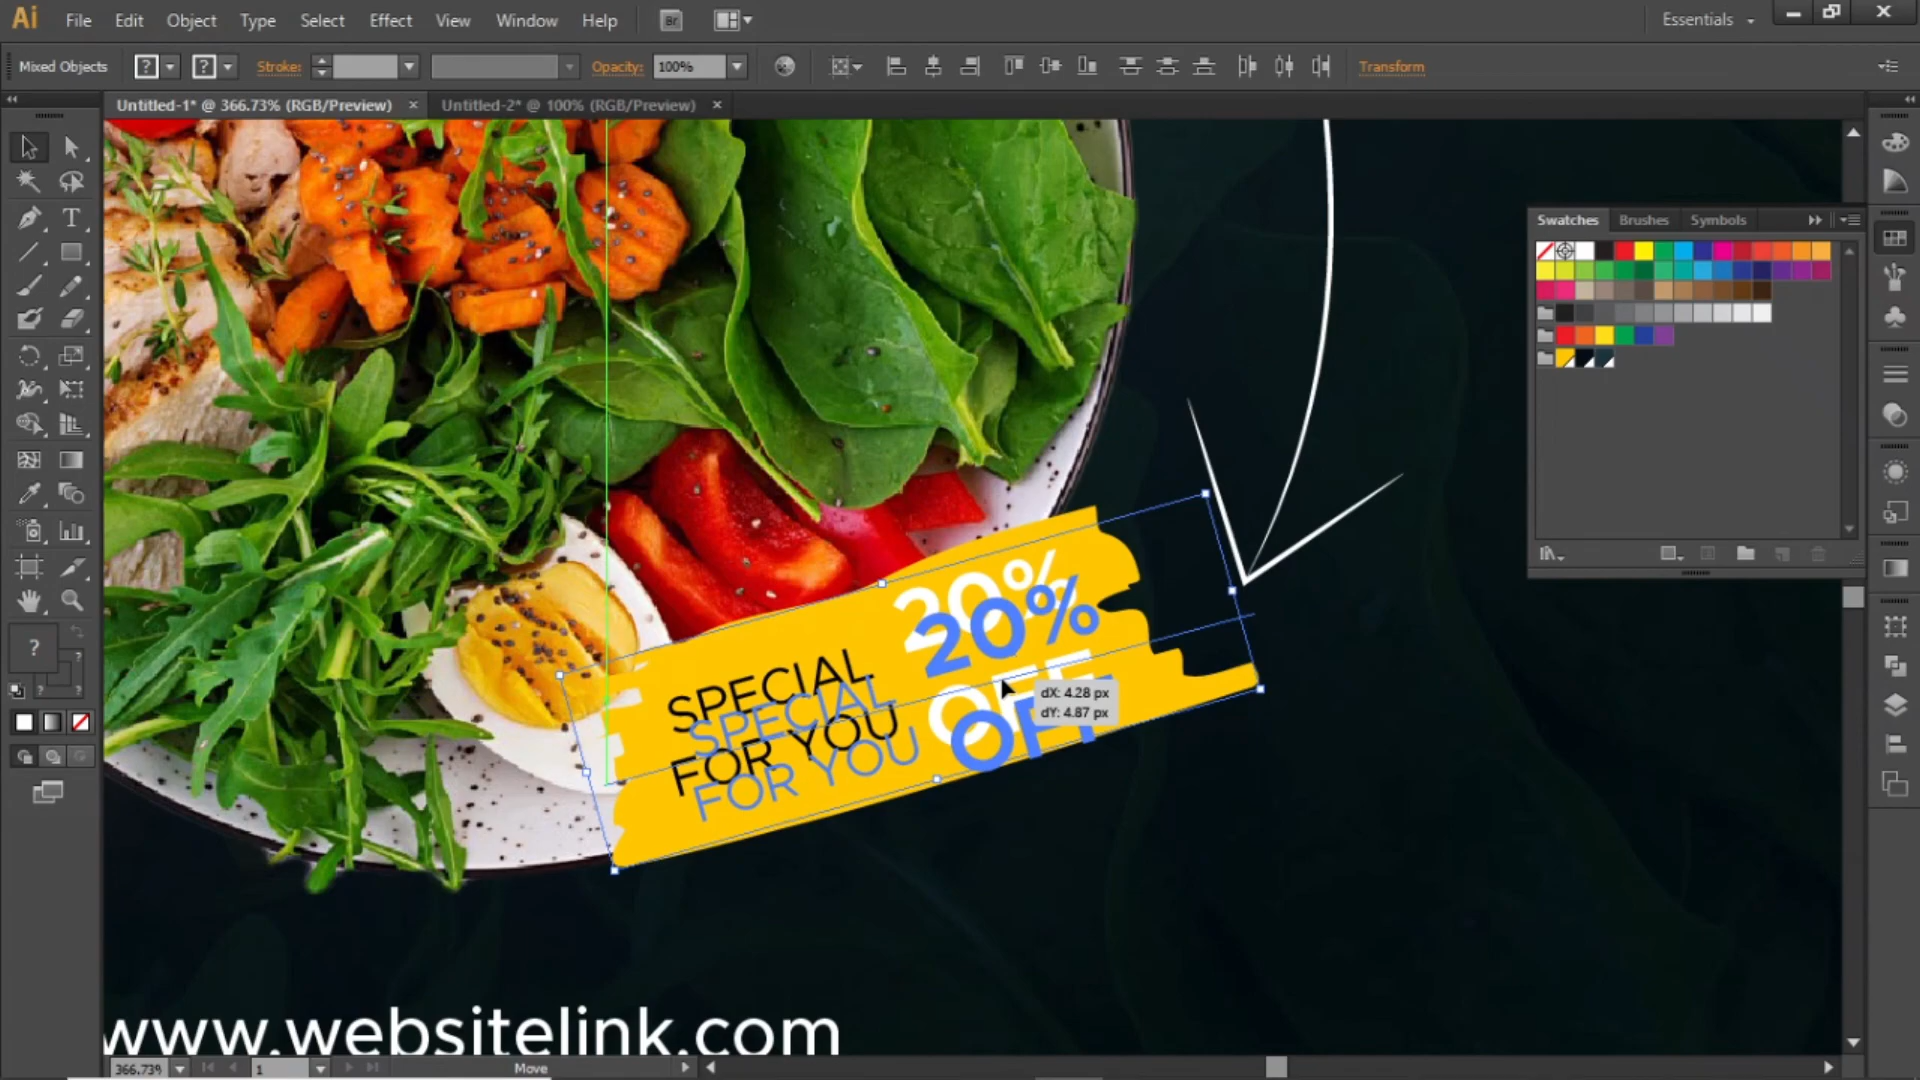 Ai File Edit Object Type Select Effect View Window Help Br Essentials
Mixed Objects ? ? Stroke: Opacity: 100% Transform
Untitled-1* @ 366.73% (RGB/Preview) × Untitled-2* @ 100% (RGB/Preview) ×
Swatches Brushes Symbols
20%
20%
SPECIAL
SPECIAL
OFF
OFF
FOR YOU
FOR YOU
dX: 4.28 px
dY: 4.87 px
?
?
?
?
www.websitelink.com
366.73% 1 Move